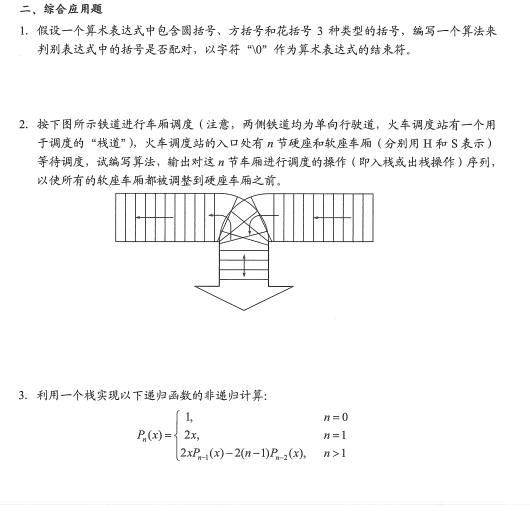 二、综合应用题
1. 假设一个算术表达式中包含圆括号、方括号和花括号 3 种类型的括号，编写一个算法来
判别表达式中的括号是否配对，以字符“\0”作为算术表达式的结束符。
2. 按下图所示铁道进行车厢调度（注意，两侧铁道均为单向行驶道，火车调度站有一个用
于调度的“栈道”），火车调度站的入口处有 n 节硬座和软座车厢（分别用 H 和 S 表示）
等待调度，试编写算法，输出对这 n 节车厢进行调度的操作（即入栈或出栈操作）序列，
以使所有的软座车厢都被调整到硬座车厢之前。
3. 利用一个栈实现以下递归函数的非递归计算：
1, n = 0
Pₙ(x) = { 2x, n = 1
2xPₙ₋₁(x) − 2(n−1)Pₙ₋₂(x), n > 1